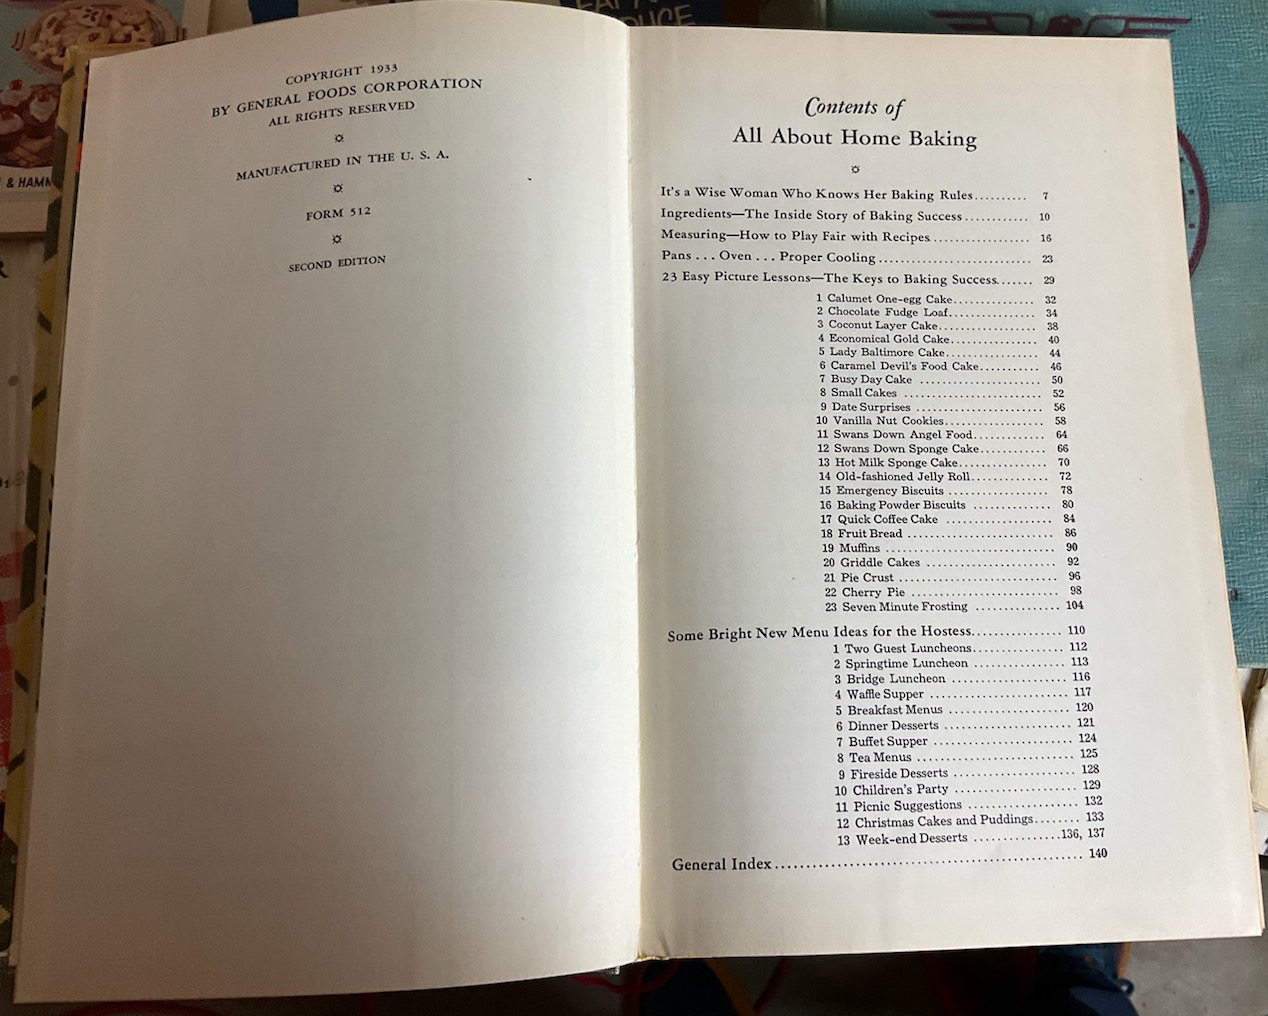 & HAMM
COPYRIGHT 1933
BY GENERAL FOODS CORPORATION
ALL RIGHTS RESERVED
MANUFACTURED IN THE U. S. A.
FORM 512
SECOND EDITION
Contents of
All About Home Baking
It's a Wise Woman Who Knows Her Baking Rules.......... 7
Ingredients—The Inside Story of Baking Success............ 10
Measuring—How to Play Fair with Recipes................... 16
Pans . . . Oven . . . Proper Cooling............................. 23
23 Easy Picture Lessons—The Keys to Baking Success....... 29
1 Calumet One-egg Cake............... 32
2 Chocolate Fudge Loaf................ 34
3 Coconut Layer Cake.................. 38
4 Economical Gold Cake................ 40
5 Lady Baltimore Cake................. 44
6 Caramel Devil's Food Cake........... 46
7 Busy Day Cake ...................... 50
8 Small Cakes ......................... 52
9 Date Surprises ....................... 56
10 Vanilla Nut Cookies.................. 58
11 Swans Down Angel Food............. 64
12 Swans Down Sponge Cake............ 66
13 Hot Milk Sponge Cake................ 70
14 Old-fashioned Jelly Roll.............. 72
15 Emergency Biscuits .................. 78
16 Baking Powder Biscuits .............. 80
17 Quick Coffee Cake ................... 84
18 Fruit Bread .......................... 86
19 Muffins .............................. 90
20 Griddle Cakes ....................... 92
21 Pie Crust ............................ 96
22 Cherry Pie .......................... 98
23 Seven Minute Frosting ............... 104
Some Bright New Menu Ideas for the Hostess................ 110
1 Two Guest Luncheons................ 112
2 Springtime Luncheon ................ 113
3 Bridge Luncheon .................... 116
4 Waffle Supper ....................... 117
5 Breakfast Menus ..................... 120
6 Dinner Desserts ...................... 121
7 Buffet Supper ........................ 124
8 Tea Menus ........................... 125
9 Fireside Desserts ..................... 128
10 Children's Party ..................... 129
11 Picnic Suggestions ................... 132
12 Christmas Cakes and Puddings........ 133
13 Week-end Desserts ................136, 137
General Index................................................ 140